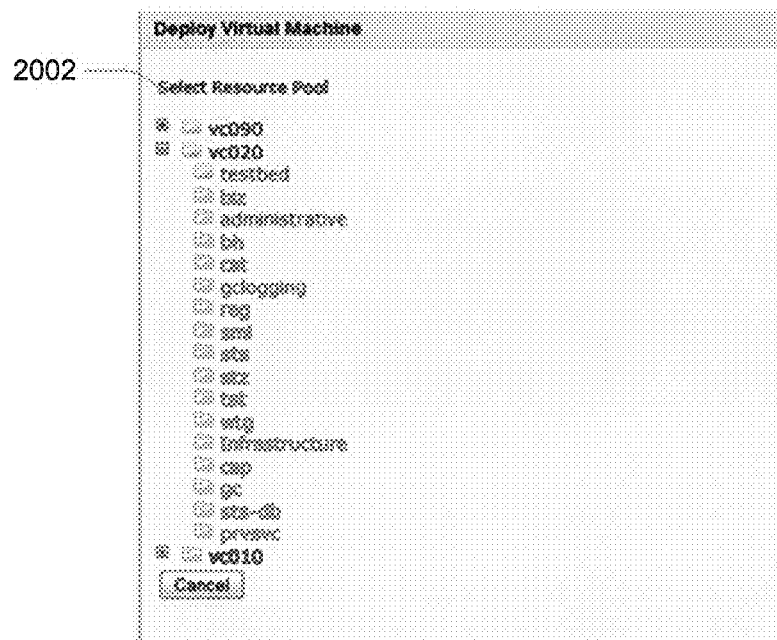 Deploy Virtual Machine
2002
Select Resource Pool
vc090
vc020
testbed
biz
administrative
bh
cat
gclogging
reg
sml
sts
stz
tst
wtg
Infrastructure
csp
gc
sts-db
prvsvc
vc010
Cancel